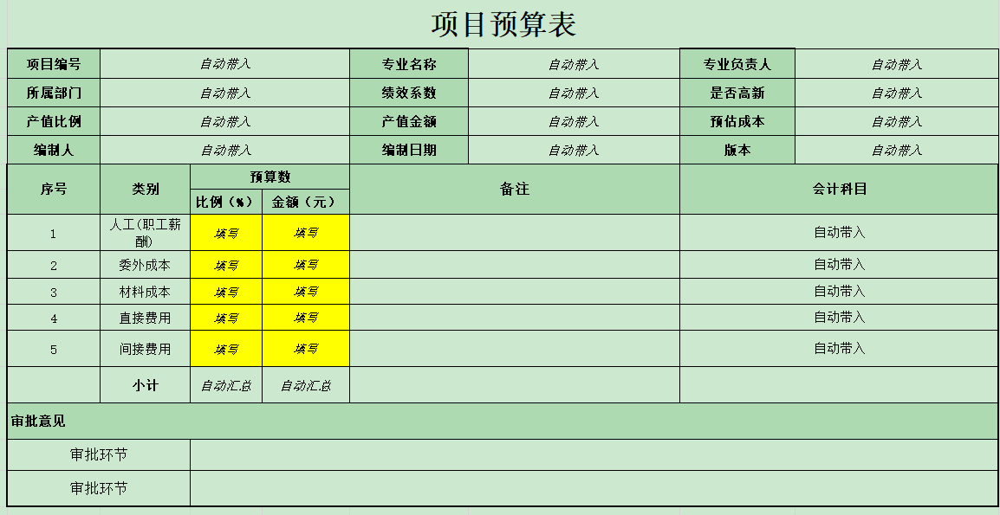 项目预算表
项目编号 自动带入 专业名称 自动带入 专业负责人 自动带入
所属部门 自动带入 绩效系数 自动带入 是否高新 自动带入
产值比例 自动带入 产值金额 自动带入 预估成本 自动带入
编制人 自动带入 编制日期 自动带入 版本 自动带入
序号 类别 预算数 备注 会计科目
比例（%） 金额（元）
1 人工(职工薪 填写 填写 自动带入
酬)
2 委外成本 填写 填写 自动带入
3 材料成本 填写 填写 自动带入
4 直接费用 填写 填写 自动带入
5 间接费用 填写 填写 自动带入
小计 自动汇总 自动汇总
审批意见
审批环节
审批环节